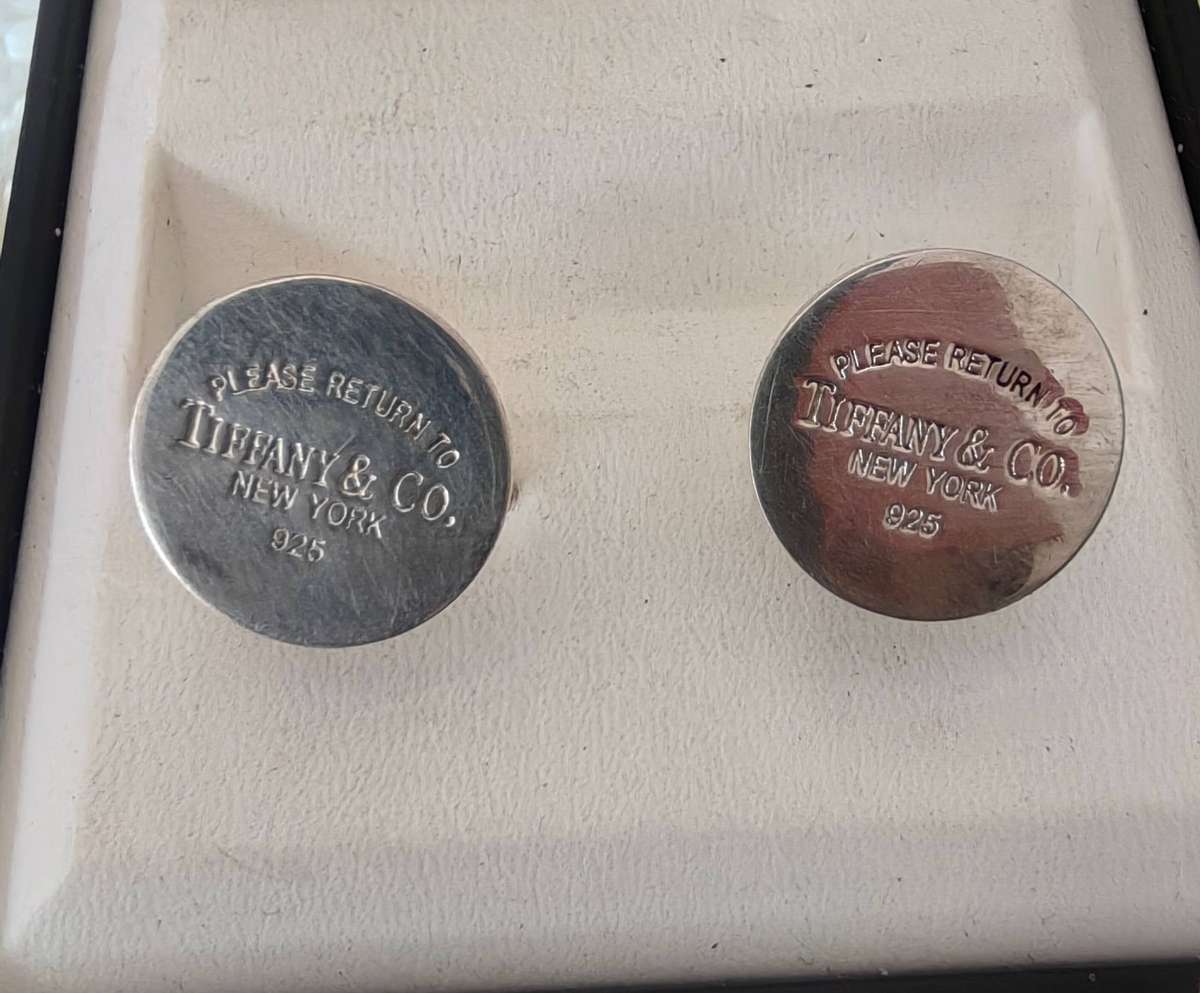 PLEASE RETURN TO
TIFFANY & CO.
NEW YORK
925
PLEASE RETURN TO
TIFFANY & CO.
NEW YORK
925